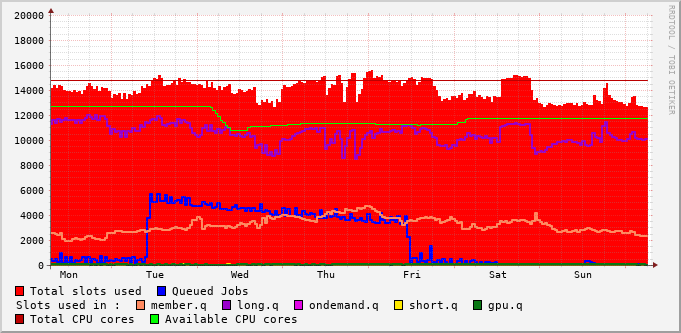 20000
18000
16000
14000
12000
10000
8000
6000
4000
2000
0
Mon Tue Wed Thu Fri Sat Sun
RRDTOOL / TOBI OETIKER
Total slots used Queued Jobs
Slots used in : member.q long.q ondemand.q short.q gpu.q
Total CPU cores Available CPU cores